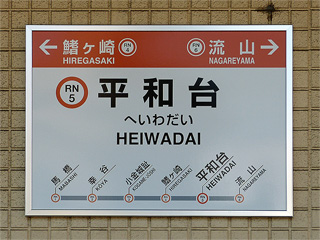 鰭ヶ崎
HIREGASAKI
流山
NAGAREYAMA
RN
5
平和台
へいわだい
HEIWADAI
馬橋
MABASHI
幸谷
KOYA
小金城趾
KOGANE-JOSHI
鰭ヶ崎
HIREGASAKI
平和台
HEIWADAI
流山
NAGAREYAMA